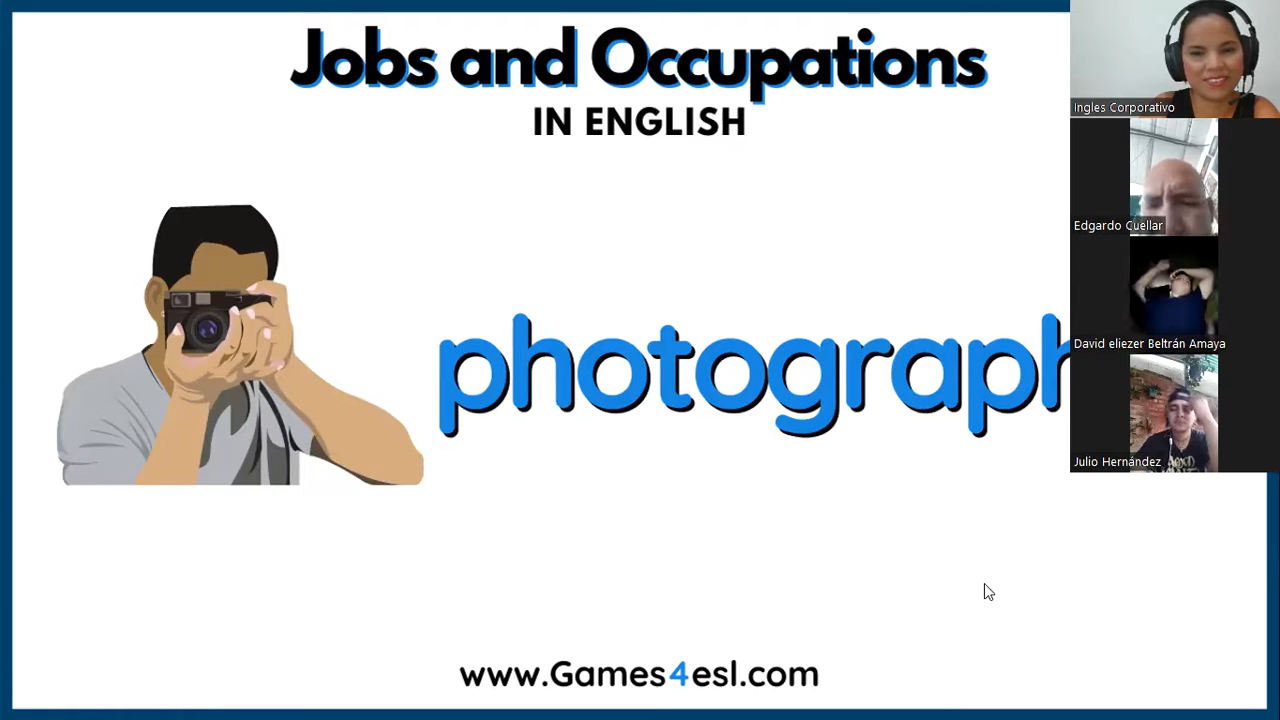 Jobs and Occupations
IN ENGLISH
Ingles Corporativo
Edgardo Cuellar
photograph
David eliezer Beltrán Amaya
Julio Hernández
www.Games4esl.com